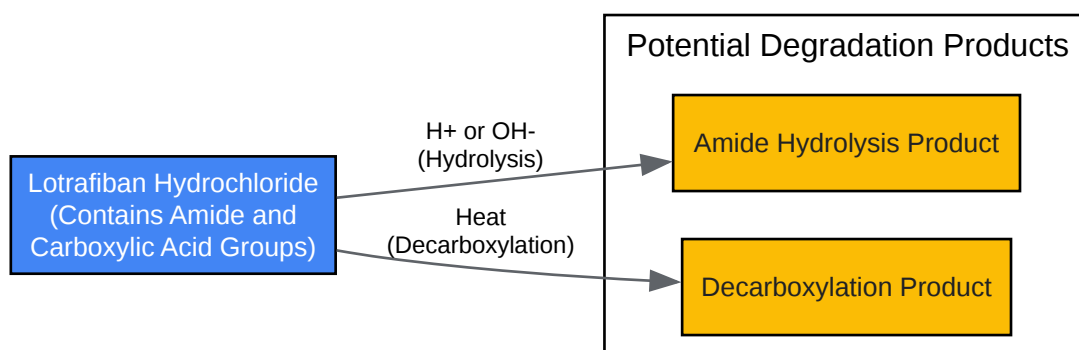 Potential Degradation Products
H+ or OH-
(Hydrolysis)
Amide Hydrolysis Product
Lotrafiban Hydrochloride
(Contains Amide and
Carboxylic Acid Groups)
Heat
(Decarboxylation)
Decarboxylation Product